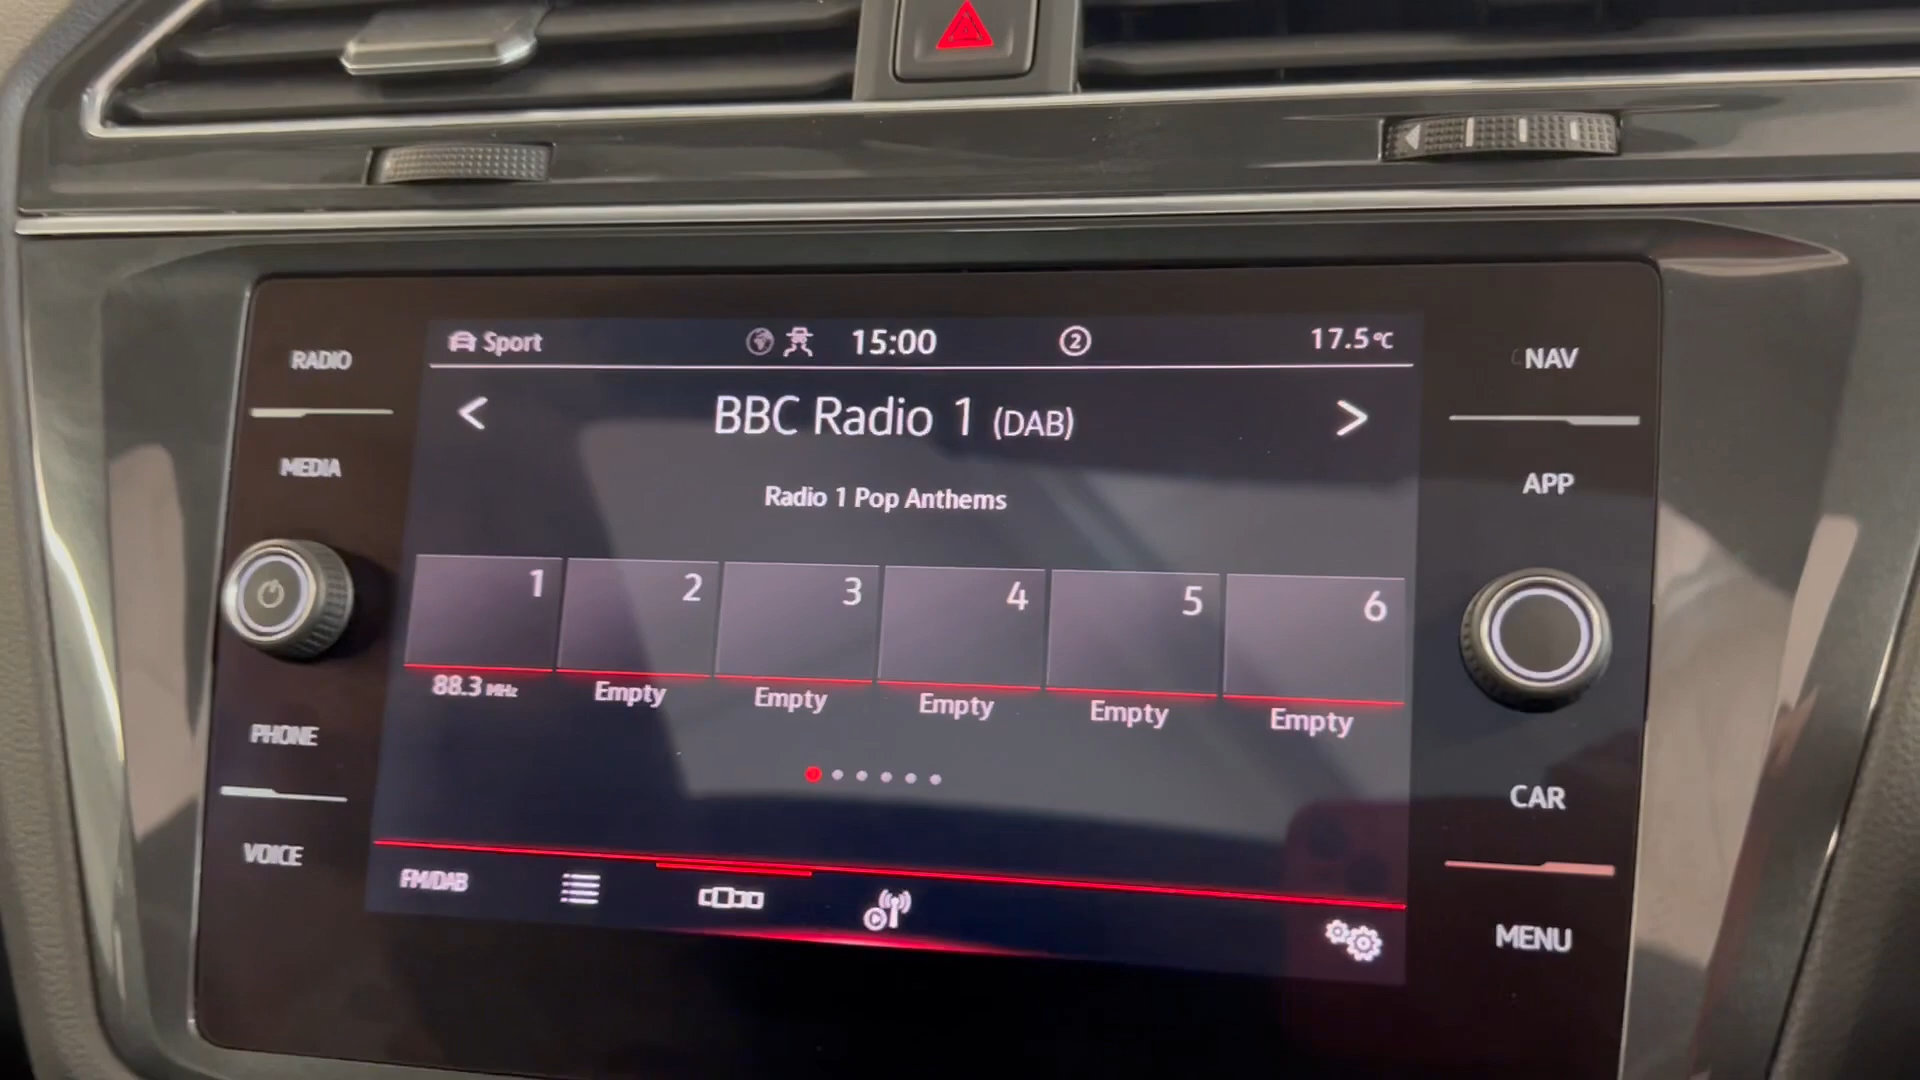 Sport 15:00 2 17.5°C
RADIO
NAV
BBC Radio 1 (DAB)
MEDIA
APP
Radio 1 Pop Anthems
1 2 3 4 5 6
88.3 MHz Empty Empty Empty Empty Empty
PHONE
CAR
VOICE
FM/DAB
MENU